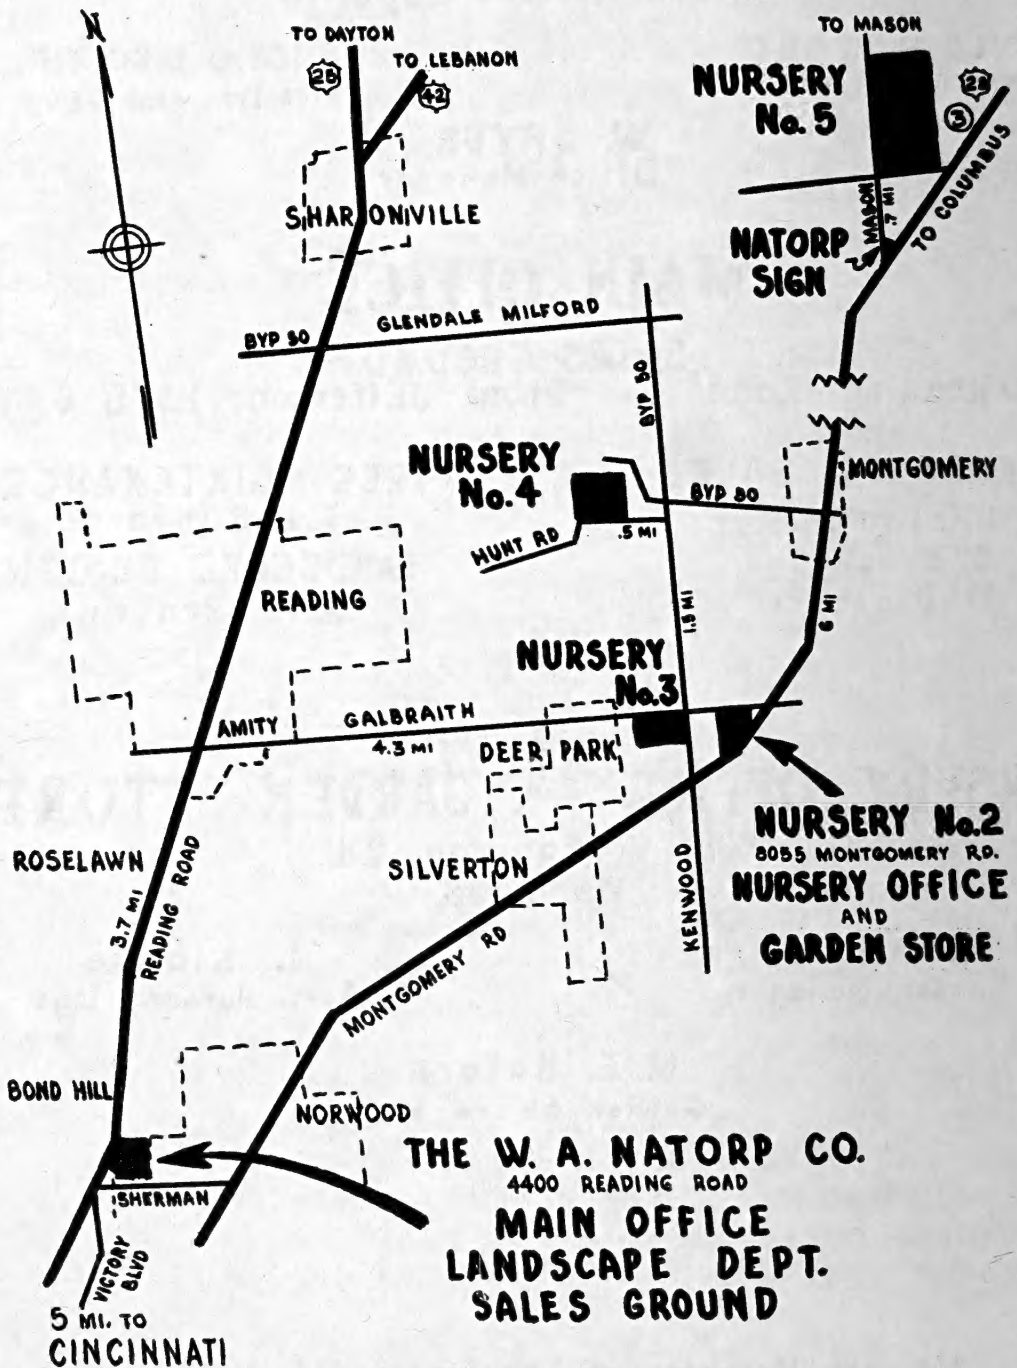 N
TO DAYTON
25
TO LEBANON
42
SHARONVILLE
TO MASON
NURSERY
No. 5
22
3
MASON
.7 MI
TO COLUMBUS
NATORP
SIGN
BYP 50
GLENDALE MILFORD
BYP 50
NURSERY
No. 4
BYP 50
MONTGOMERY
HUNT RD
.5 MI
READING
1.5 MI
6 MI
NURSERY
No. 3
AMITY
GALBRAITH
4.3 MI
DEER PARK
NURSERY No. 2
8055 MONTGOMERY RD.
NURSERY OFFICE
AND
GARDEN STORE
ROSELAWN
3.7 MI
READING ROAD
SILVERTON
KENWOOD
MONTGOMERY RD
BOND HILL
NORWOOD
THE W. A. NATORP CO.
4400 READING ROAD
MAIN OFFICE
LANDSCAPE DEPT.
SALES GROUND
SHERMAN
VICTORY
BLVD
5 MI. TO
CINCINNATI